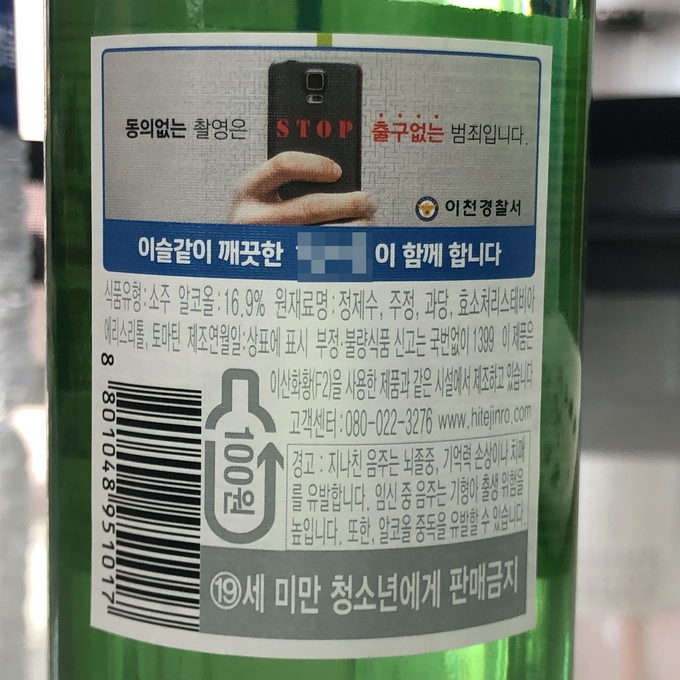 동의없는 촬영은 STOP 출구없는 범죄입니다.
이천경찰서
이슬같이 깨끗한 이 함께 합니다
식품유형:소주 알코올:16.9% 원재료명:정제수, 주정, 과당, 효소처리스테비아
에리스리톨, 토마틴 제조연월일:상표에 표시 부정·불량식품 신고는 국번없이 1399 이 제품은
이산화황(F2)을 사용한 제품과 같은 시설에서 제조하고 있습니다
고객센터:080-022-3276 www.hitejinro.com
100원
경고 : 지나친 음주는 뇌졸중, 기억력 손상이나 치매
를 유발합니다. 임신 중 음주는 기형아 출생 위험을
높입니다. 또한, 알코올 중독을 유발할 수 있습니다.
8 801048 951017
⑲세 미만 청소년에게 판매금지